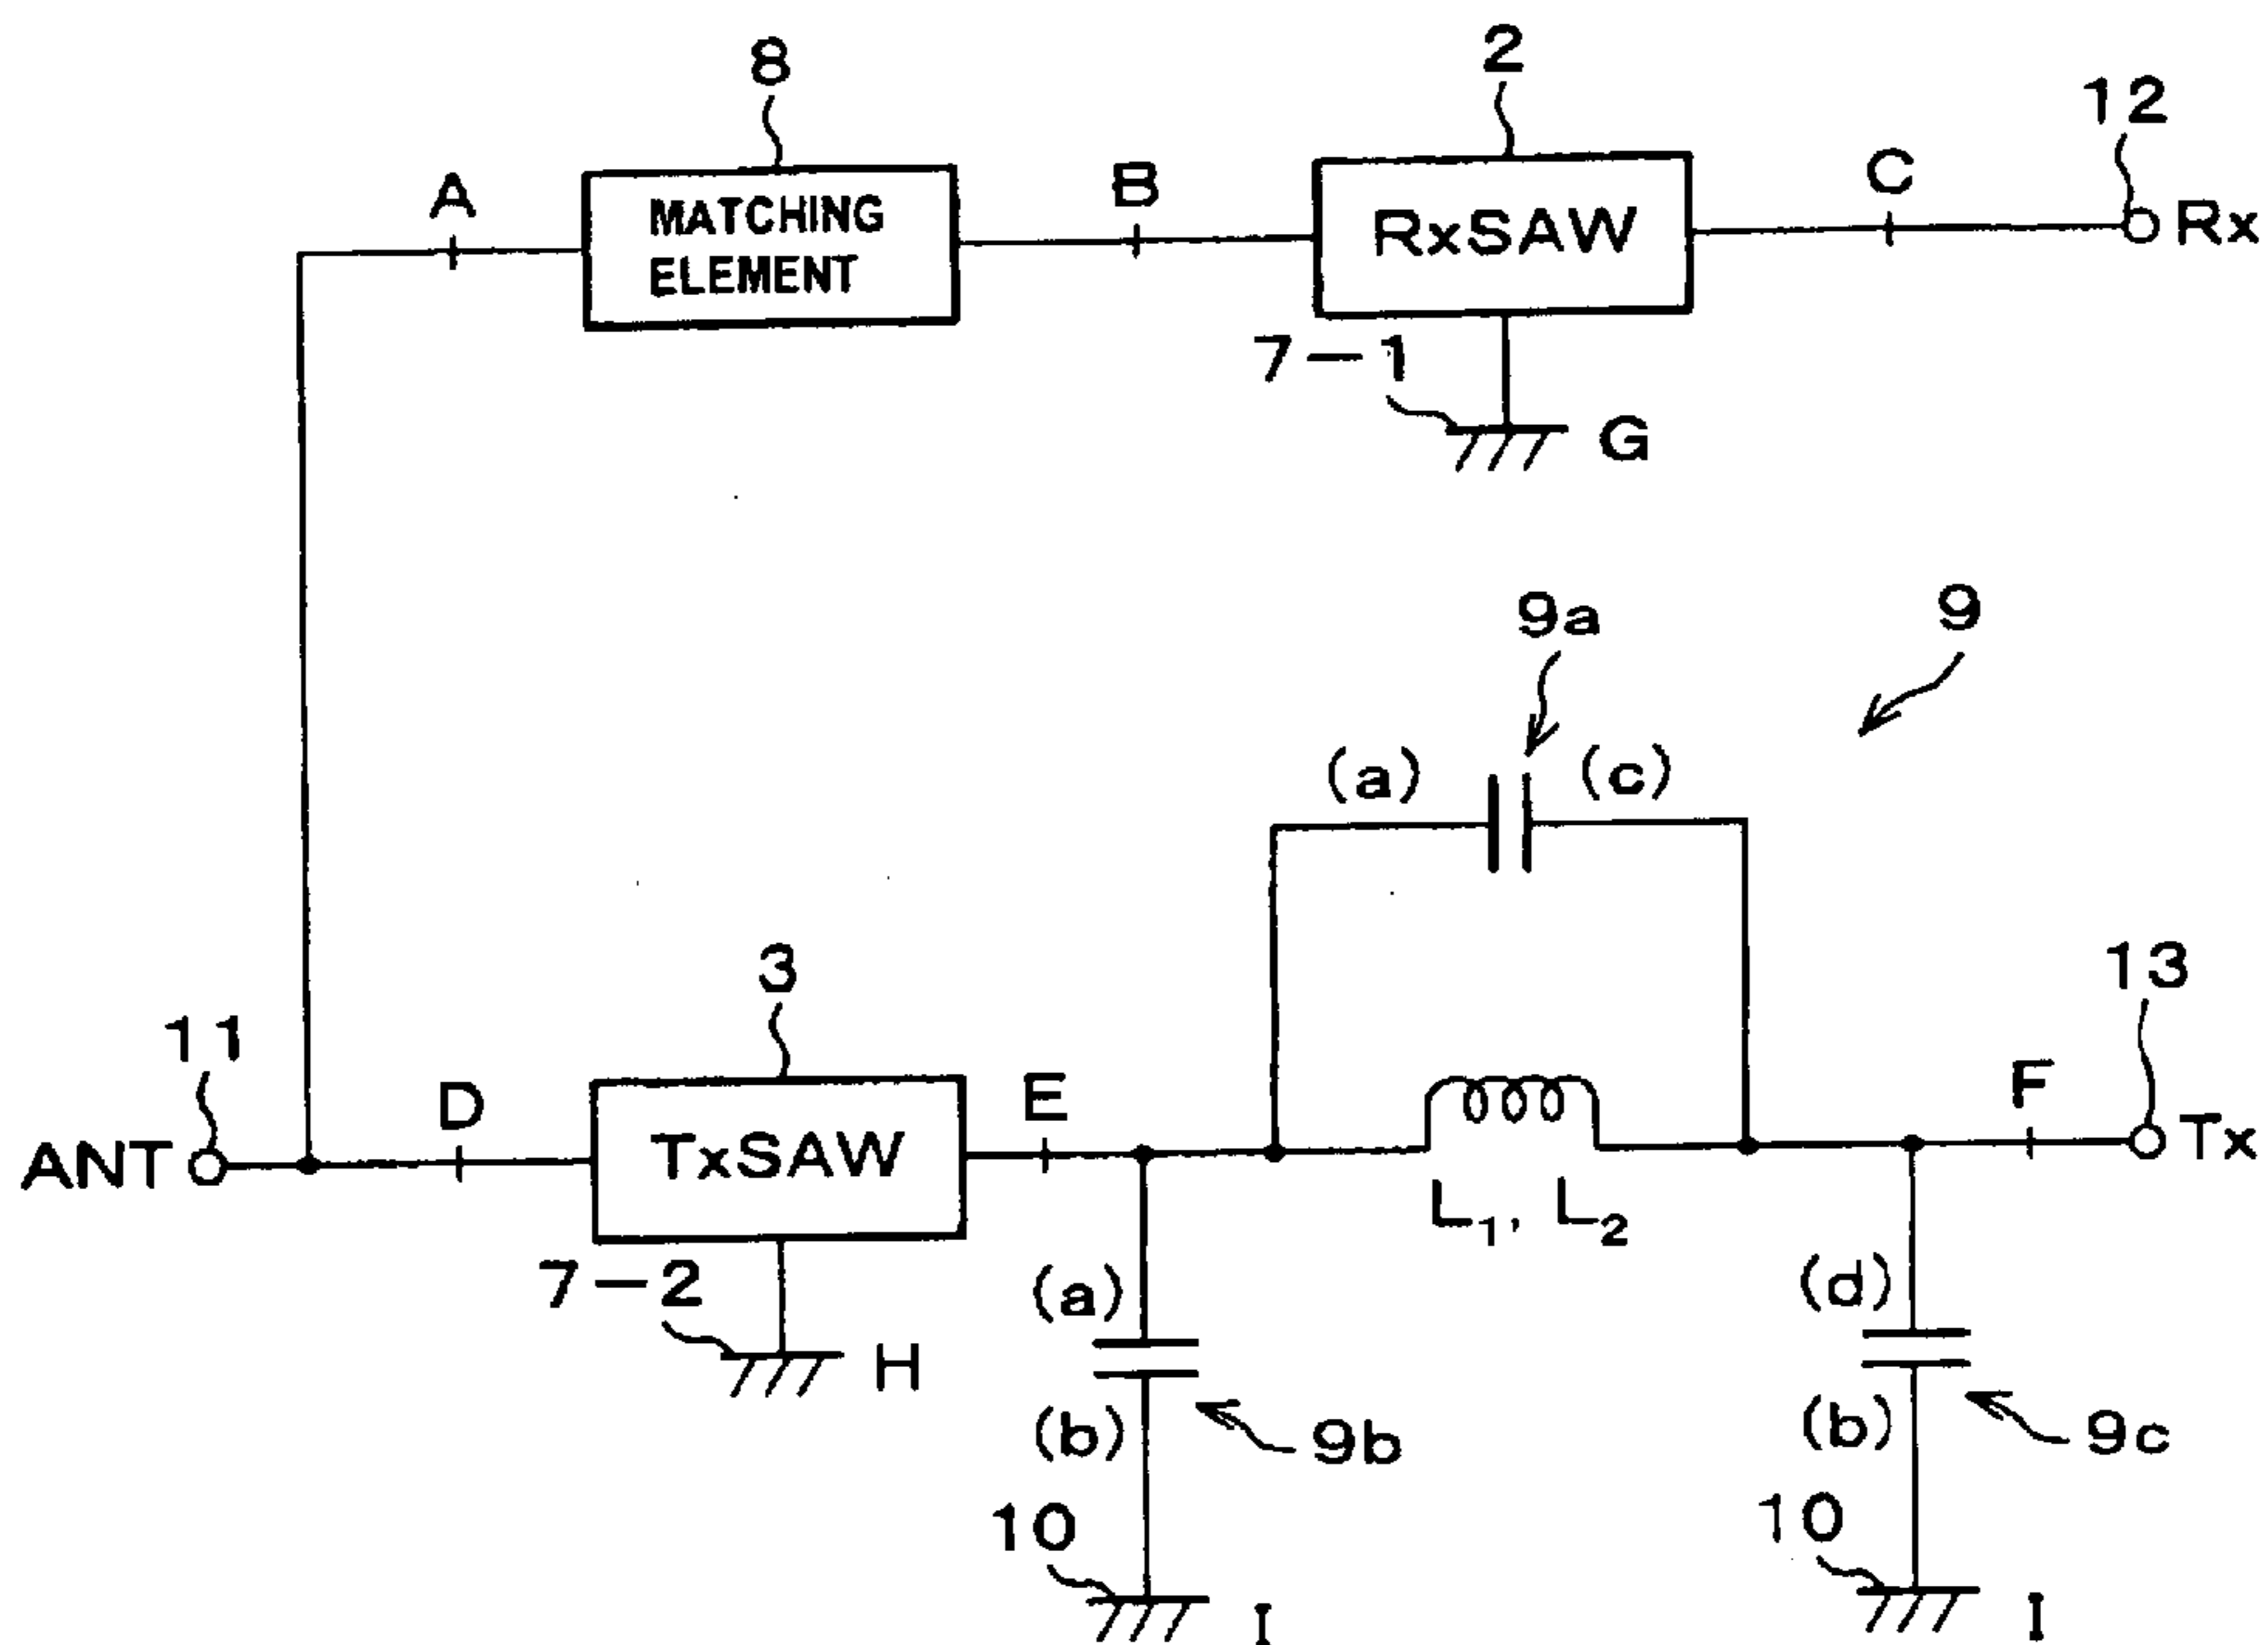 8
2
12
A
B
C
MATCHING
ELEMENT
RxSAW
Rx
7-1
G
9a
9
(a)
(c)
3
13
11
D
E
F
ANT
TxSAW
Tx
L₁, L₂
7-2
H
(a)
(d)
(b)
9b
(b)
9c
10
I
10
I